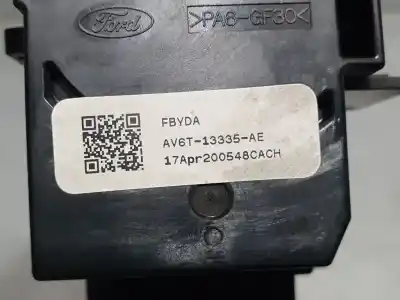 Ford
>PA6-GF30<
FBYDA
AV6T-13335-AE
17Apr200548CACH